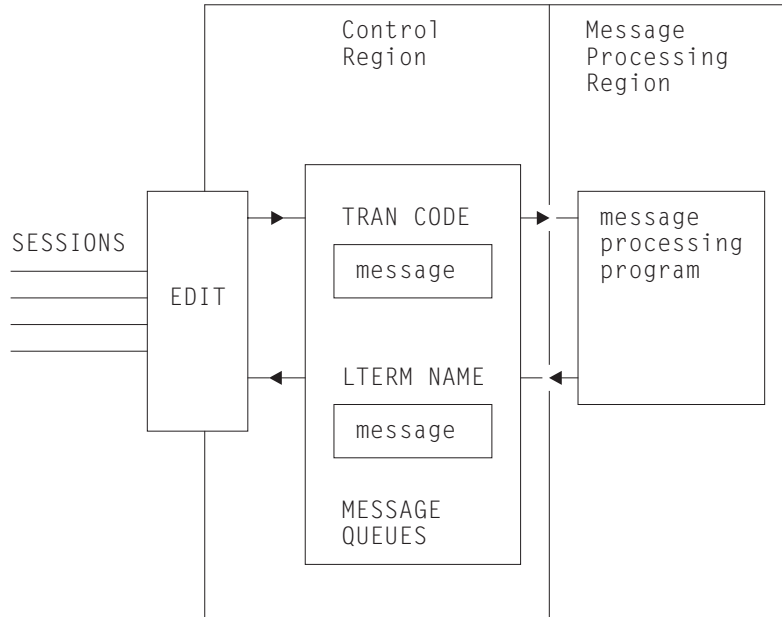 Control
Region
Message
Processing
Region
SESSIONS
EDIT
TRAN CODE
message
LTERM NAME
message
MESSAGE
QUEUES
message
processing
program